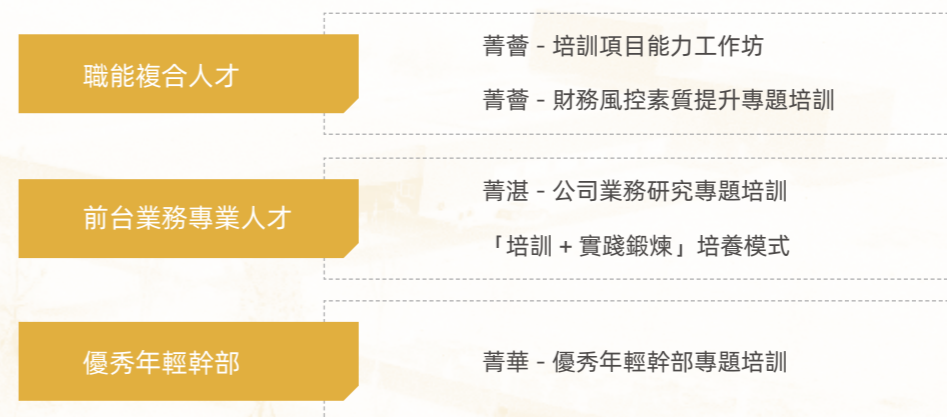 職能複合人才
菁薈 - 培訓項目能力工作坊
菁薈 - 財務風控素質提升專題培訓
前台業務專業人才
菁湛 - 公司業務研究專題培訓
「培訓 + 實踐鍛煉」培養模式
優秀年輕幹部
菁華 - 優秀年輕幹部專題培訓